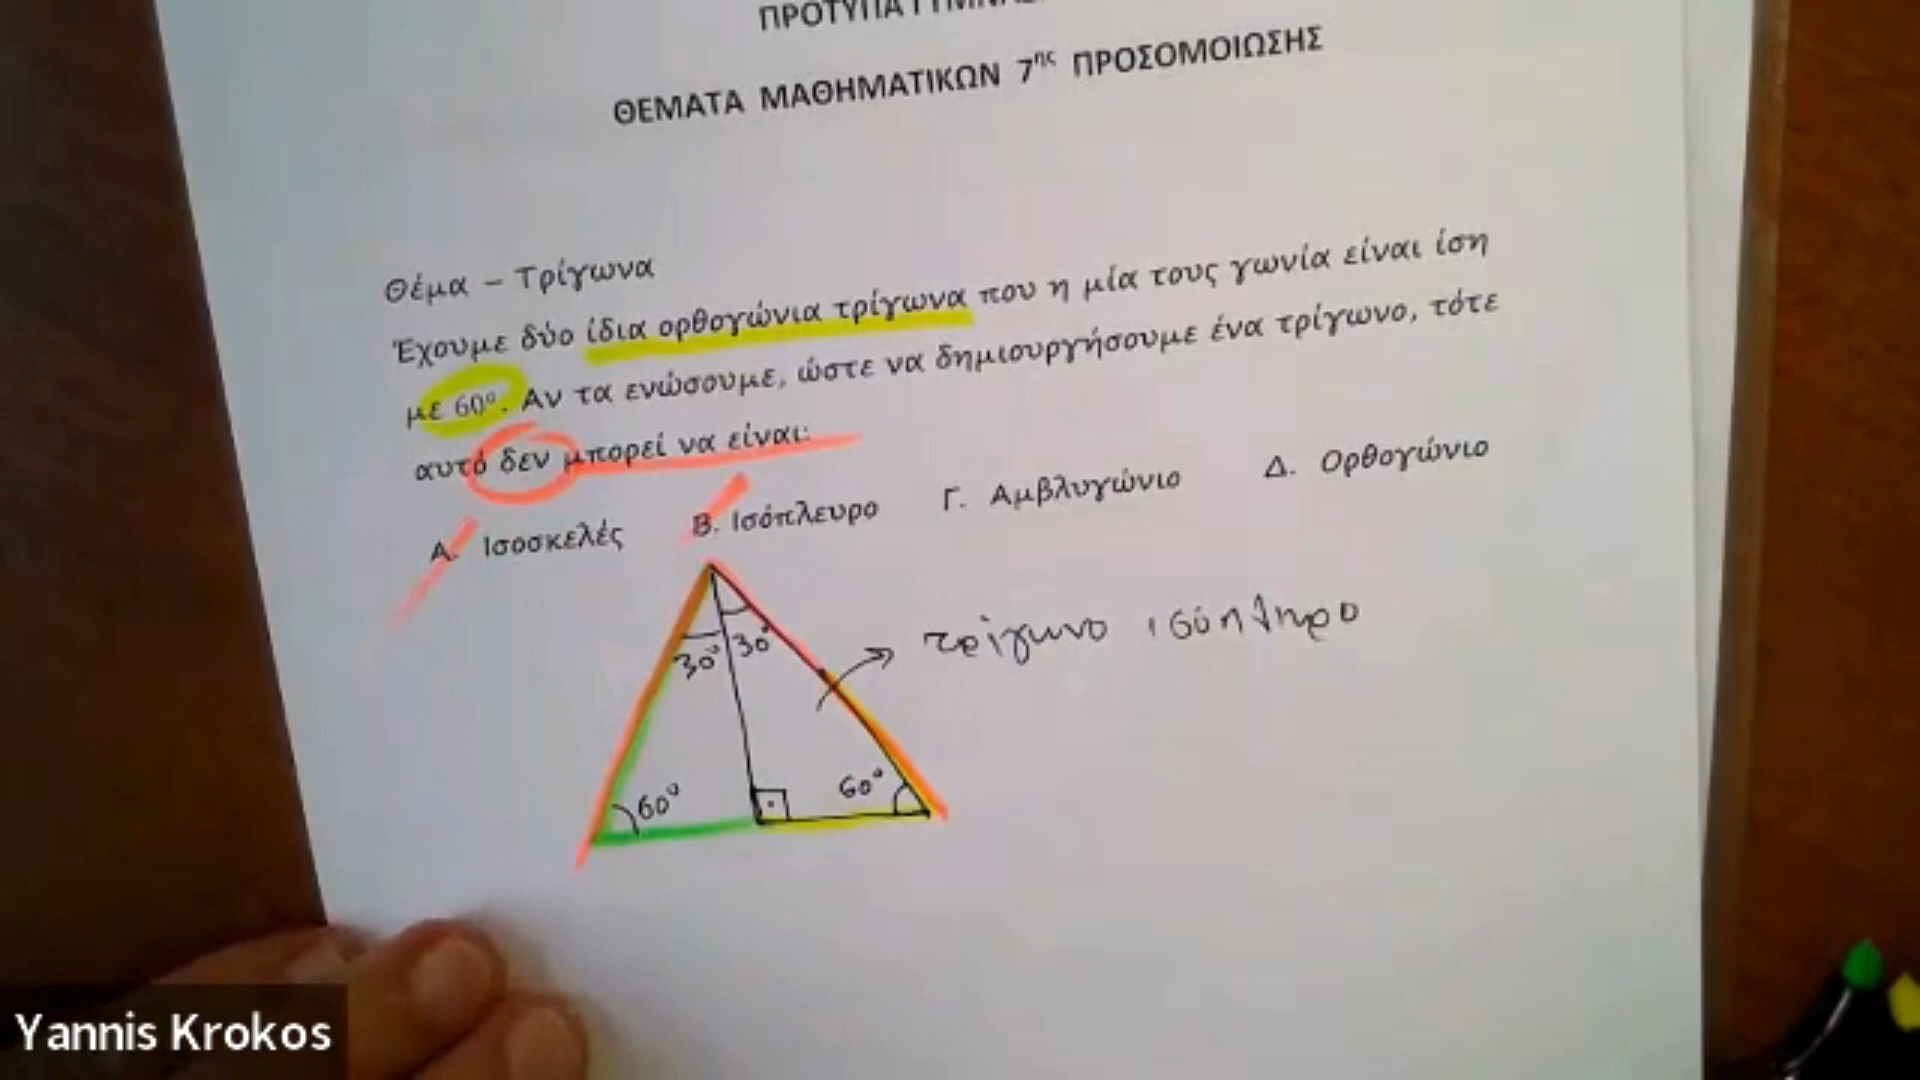 ΠΡΟΤΥΠΑ
ΘΕΜΑΤΑ ΜΑΘΗΜΑΤΙΚΩΝ 7ης ΠΡΟΣΟΜΟΙΩΣΗΣ
Θέμα – Τρίγωνα
Έχουμε δύο ίδια ορθογώνια τρίγωνα που η μία τους γωνία είναι ίση
με 60°. Αν τα ενώσουμε, ώστε να δημιουργήσουμε ένα τρίγωνο, τότε
αυτό δεν μπορεί να είναι:
Α. Ισοσκελές Β. Ισόπλευρο Γ. Αμβλυγώνιο Δ. Ορθογώνιο
τρίγωνο ισόπληρο
30° 30°
60° 60°
Yannis Krokos